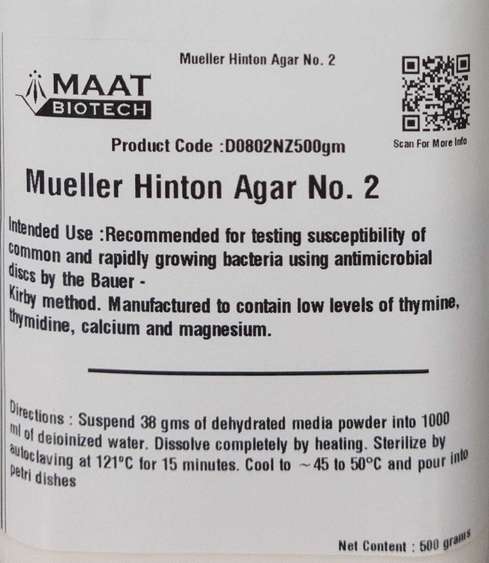 Mueller Hinton Agar No. 2
MAAT
BIOTECH
Scan For More Info
Product Code :D0802NZ500gm
Mueller Hinton Agar No. 2
Intended Use :Recommended for testing susceptibility of
common and rapidly growing bacteria using antimicrobial
discs by the Bauer -
Kirby method. Manufactured to contain low levels of thymine,
thymidine, calcium and magnesium.
Directions : Suspend 38 gms of dehydrated media powder into 1000
ml of deioinized water. Dissolve completely by heating. Sterilize by
autoclaving at 121°C for 15 minutes. Cool to ~45 to 50°C and pour into
petri dishes
Net Content : 500 grams